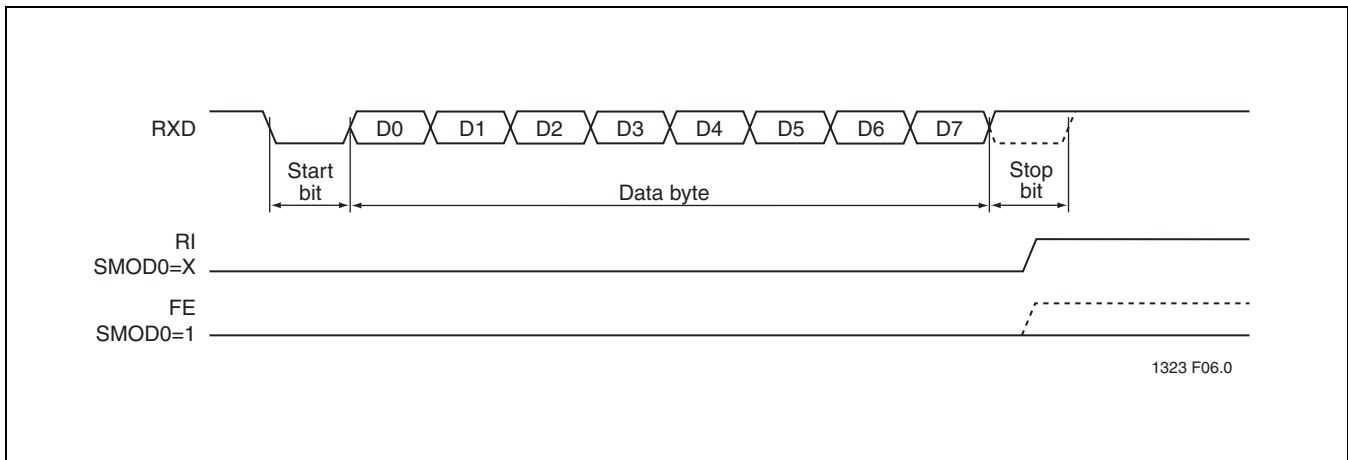 RXD
D0 D1 D2 D3 D4 D5 D6 D7
Start
bit
Data byte
Stop
bit
RI
SMOD0=X
FE
SMOD0=1
1323 F06.0